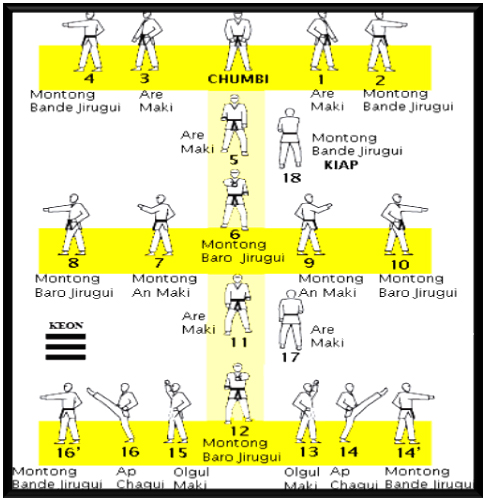 4 3 CHUMBI 1 2
Montong Are Are Montong
Bande Jirugui Maki Maki Bande Jirugui
Are
Maki
5
Montong
Bande Jirugui
KIAP
18
6
8 7 Montong 9 10
Baro Jirugui
Montong Montong Montong Montong
Baro Jirugui An Maki An Maki Baro Jirugui
Are
Maki
11
KEON
Are
Maki
17
12
16' 16 15 Montong 13 14 14'
Baro Jirugui
Montong Ap Olgul Olgul Ap Montong
Bande Jirugui Chagui Maki Maki Chagui Bande Jirugui